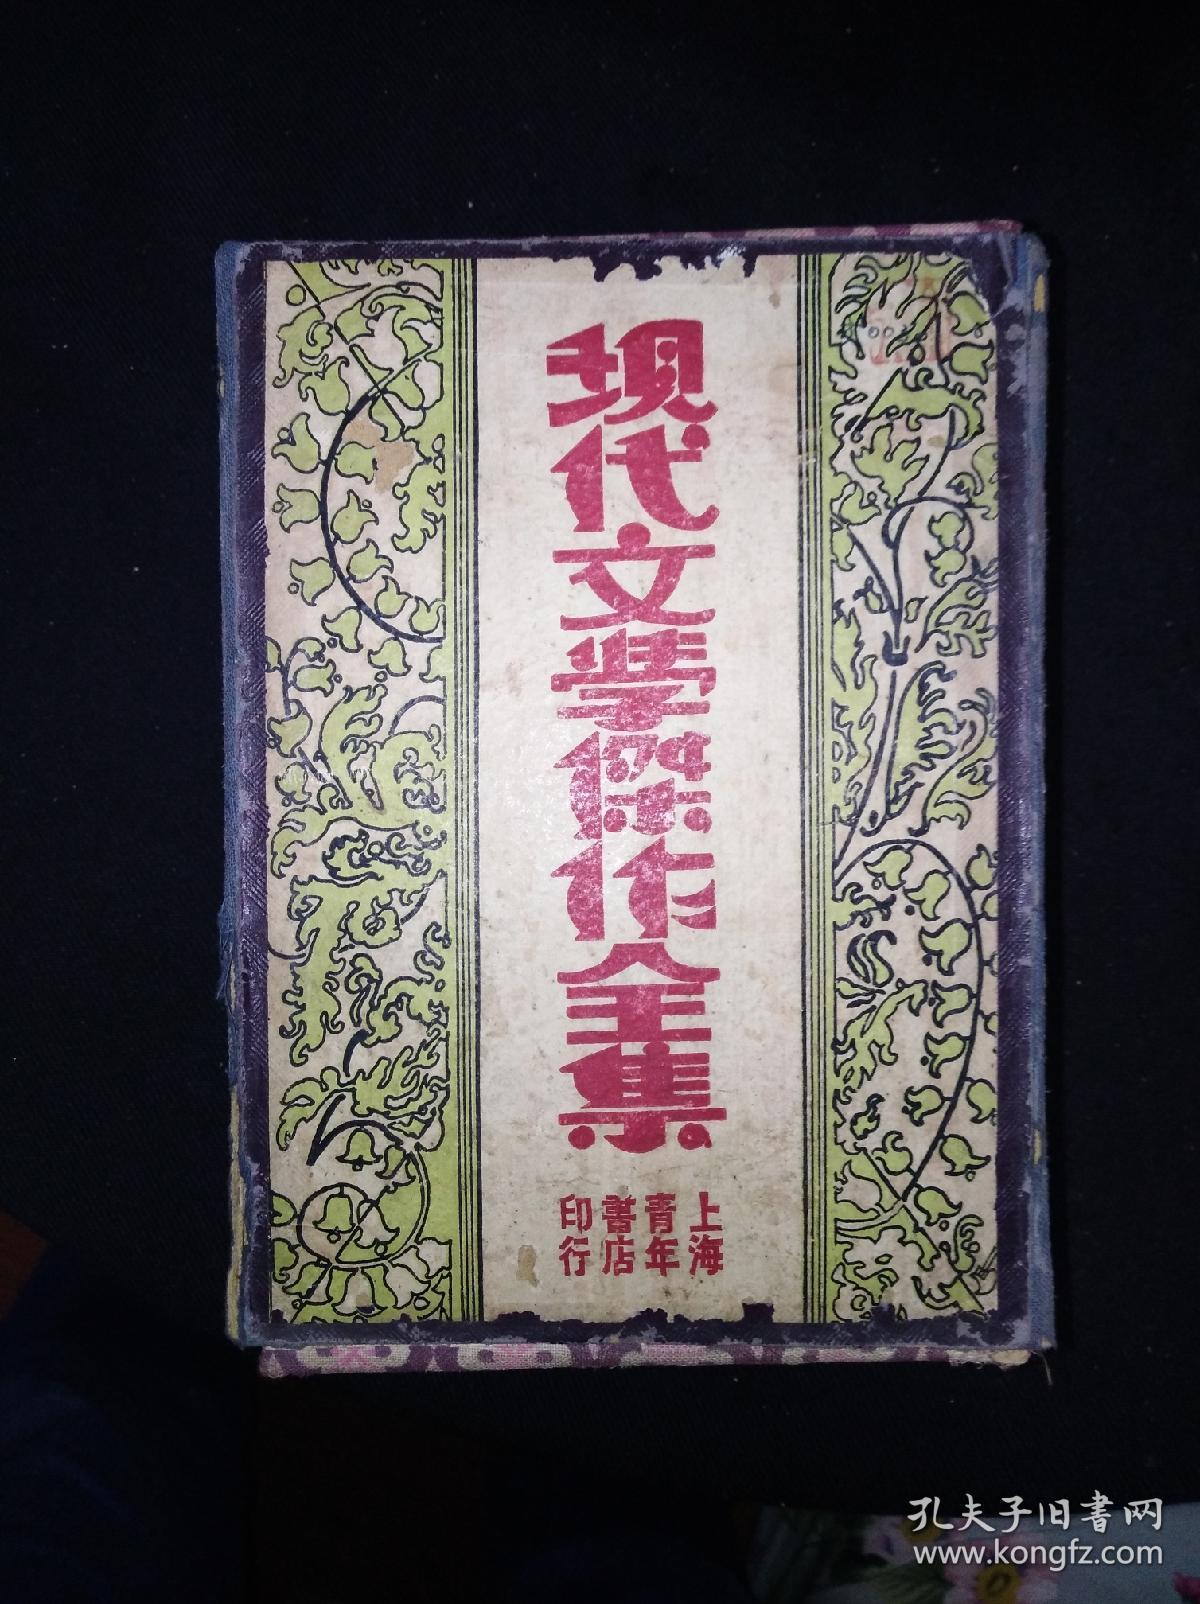 現代文學傑作全集
上海
青年
書店
印行
孔夫子旧书网
www.kongfz.com